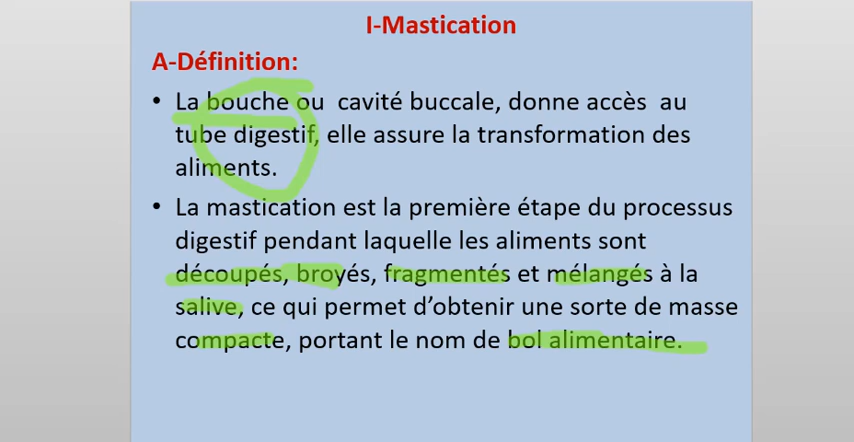 I-Mastication
A-Définition:
• La bouche ou cavité buccale, donne accès au
tube digestif, elle assure la transformation des
aliments.
• La mastication est la première étape du processus
digestif pendant laquelle les aliments sont
découpés, broyés, fragmentés et mélangés à la
salive, ce qui permet d’obtenir une sorte de masse
compacte, portant le nom de bol alimentaire.